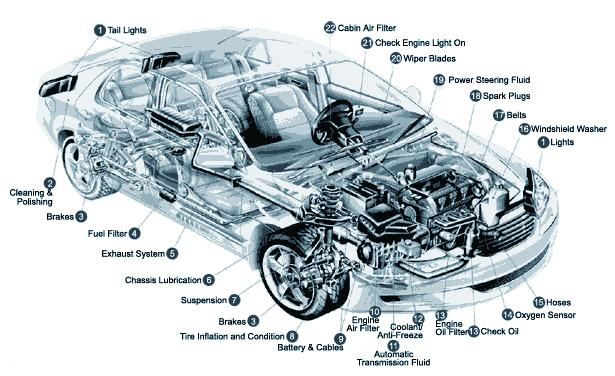 1 Tail Lights
22 Cabin Air Filter
21 Check Engine Light On
20 Wiper Blades
19 Power Steering Fluid
18 Spark Plugs
17 Belts
16 Windshield Washer
1 Lights
2
Cleaning &
Polishing
Brakes 3
Fuel Filter 4
Exhaust System 5
Chassis Lubrication 6
Suspension 7
Brakes 3
Tire Inflation and Condition 8
Battery & Cables 9
10
Engine
Air Filter
11
Automatic
Transmission Fluid
12
Coolant/
Anti-Freeze
13
Engine
Oil Filter
13 Check Oil
14 Oxygen Sensor
15 Hoses